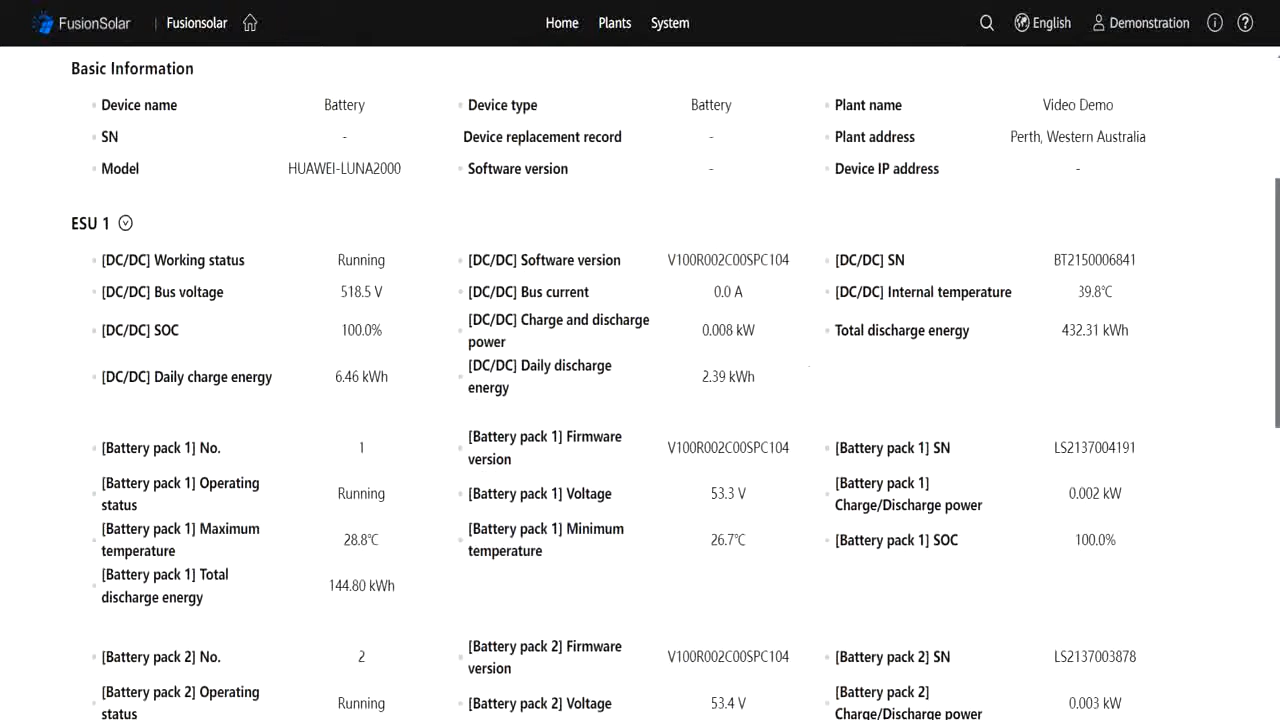 FusionSolar | Fusionsolar Home Plants System English Demonstration
Basic Information
Device name Battery Device type Battery Plant name Video Demo
SN - Device replacement record - Plant address Perth, Western Australia
Model HUAWEI-LUNA2000 Software version - Device IP address -
ESU 1
[DC/DC] Working status Running [DC/DC] Software version V100R002C00SPC104 [DC/DC] SN BT2150006841
[DC/DC] Bus voltage 518.5 V [DC/DC] Bus current 0.0 A [DC/DC] Internal temperature 39.8°C
[DC/DC] SOC 100.0% [DC/DC] Charge and discharge
power 0.008 kW Total discharge energy 432.31 kWh
[DC/DC] Daily charge energy 6.46 kWh [DC/DC] Daily discharge
energy 2.39 kWh
[Battery pack 1] No. 1 [Battery pack 1] Firmware
version V100R002C00SPC104 [Battery pack 1] SN LS2137004191
[Battery pack 1] Operating
status Running [Battery pack 1] Voltage 53.3 V [Battery pack 1]
Charge/Discharge power 0.002 kW
[Battery pack 1] Maximum
temperature 28.8°C [Battery pack 1] Minimum
temperature 26.7°C [Battery pack 1] SOC 100.0%
[Battery pack 1] Total
discharge energy 144.80 kWh
[Battery pack 2] No. 2 [Battery pack 2] Firmware
version V100R002C00SPC104 [Battery pack 2] SN LS2137003878
[Battery pack 2] Operating
status Running [Battery pack 2] Voltage 53.4 V [Battery pack 2]
Charge/Discharge power 0.003 kW